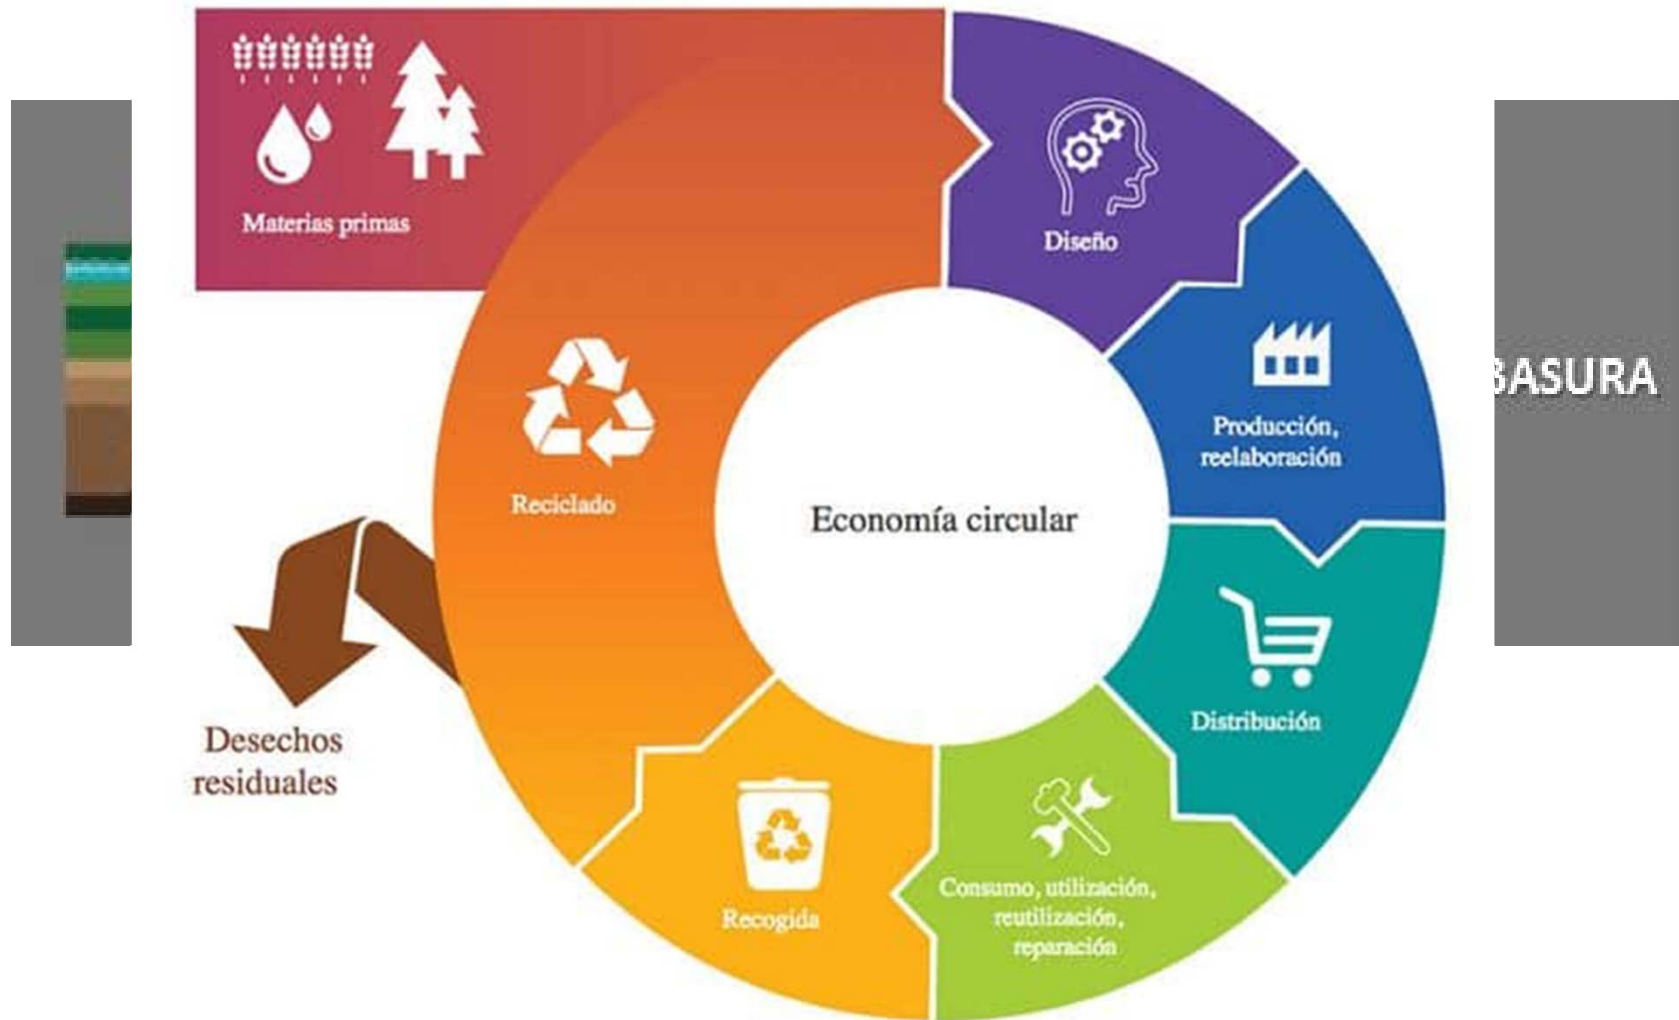 Materias primas
Diseño
Producción,
reelaboración
Distribución
Consumo, utilización,
reutilización,
reparación
Recogida
Reciclado
Desechos
residuales
Economía circular
BASURA